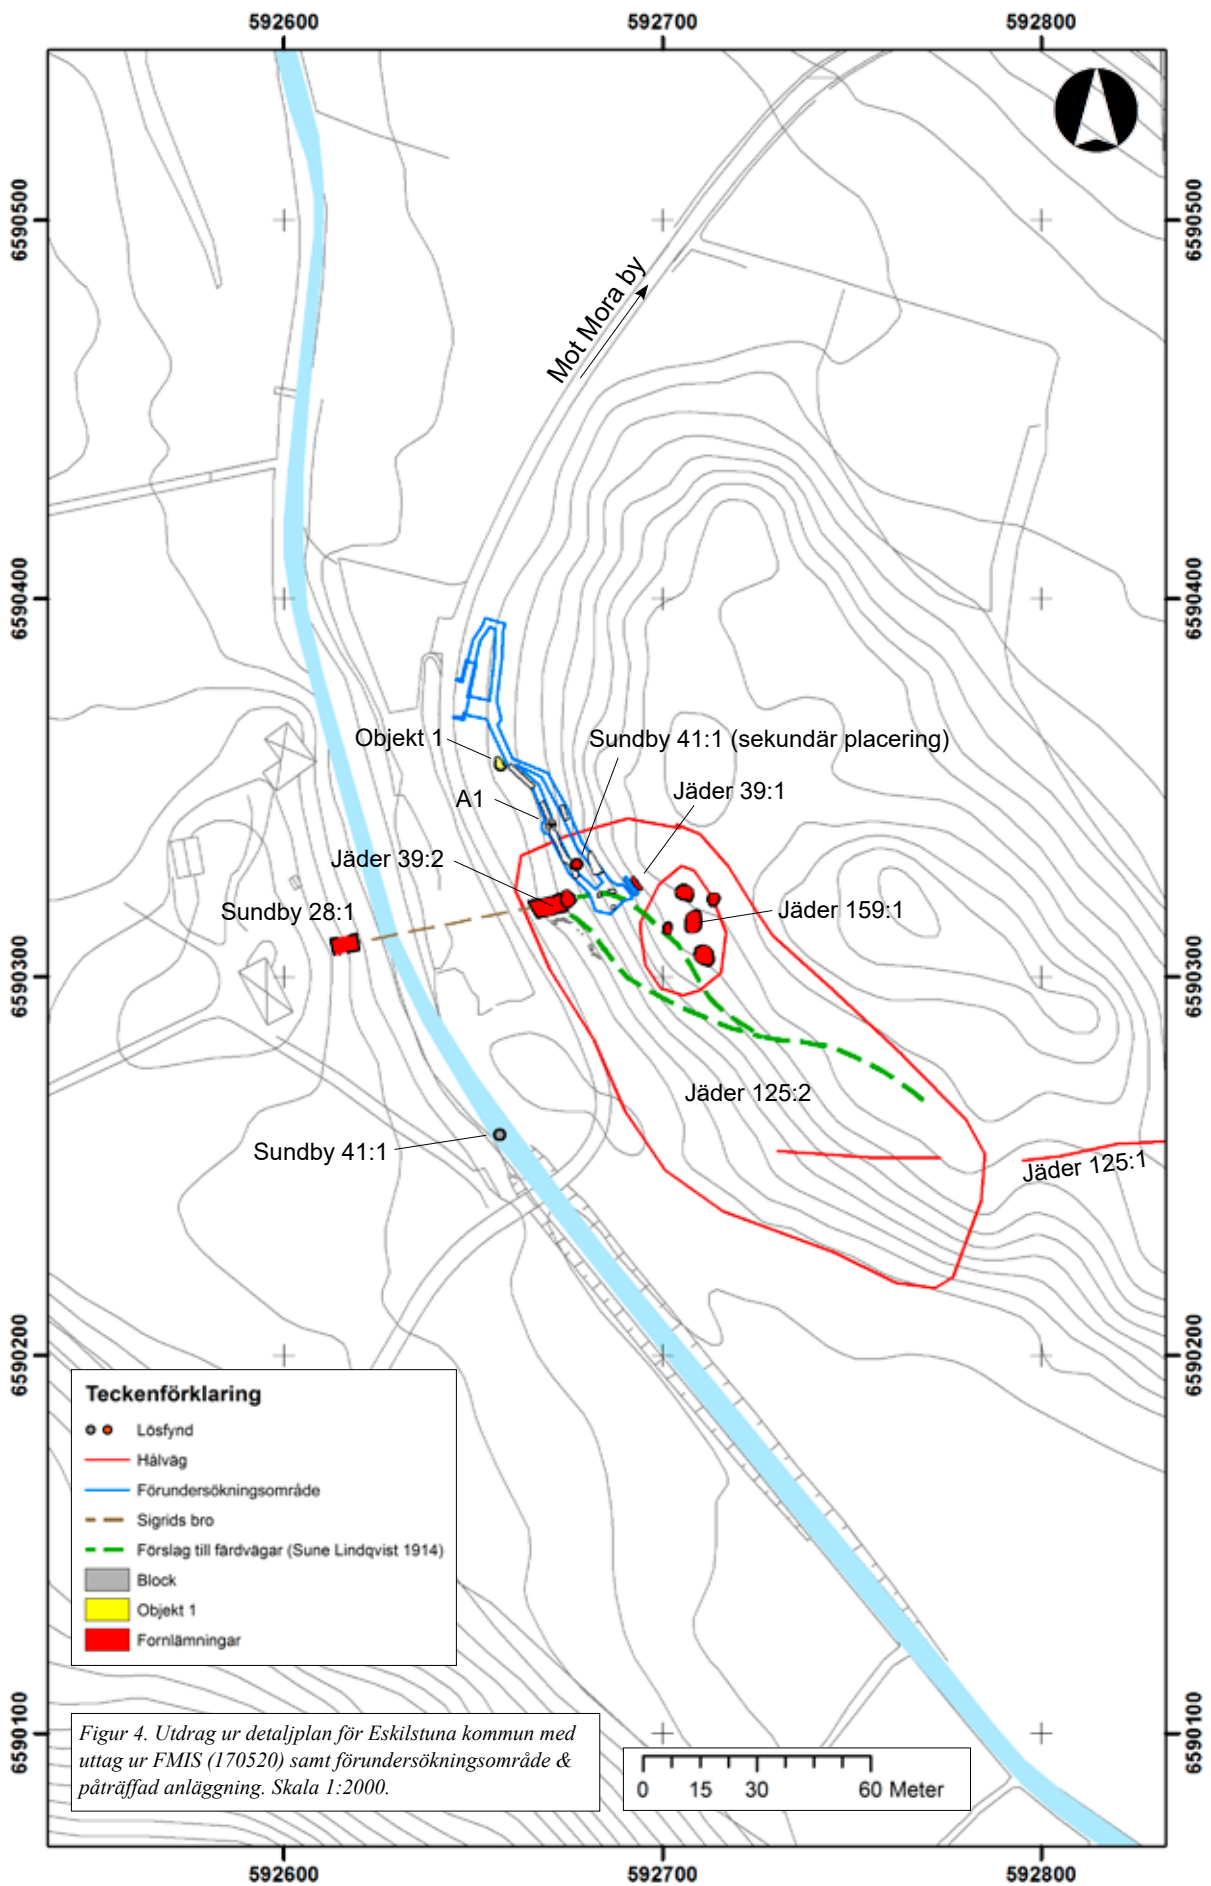 592600
592700
592800
6590500
6590500
Mot Mora by
6590400
6590400
Objekt 1
Sundby 41:1 (sekundär placering)
A1
Jäder 39:1
Jäder 39:2
Sundby 28:1
Jäder 159:1
6590300
6590300
Jäder 125:2
Sundby 41:1
Jäder 125:1
6590200
6590200
Teckenförklaring
Lösfynd
Hålväg
Förundersökningsområde
Sigrids bro
Förslag till färdvägar (Sune Lindqvist 1914)
Block
Objekt 1
Fornlämningar
6590100
6590100
Figur 4. Utdrag ur detaljplan för Eskilstuna kommun med
uttag ur FMIS (170520) samt förundersökningsområde &
påträffad anläggning. Skala 1:2000.
0 15 30 60 Meter
592600
592700
592800